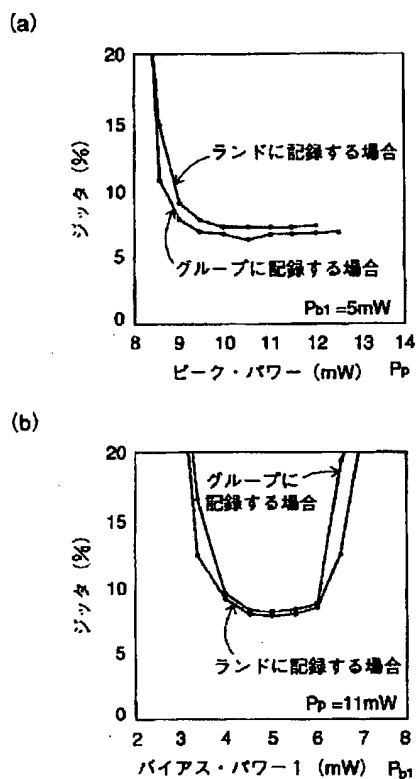 (a)
20
15
10
5
0
ジッタ (%)
ランドに記録する場合
グループに記録する場合
Pb1=5mW
8 9 10 11 12 13 14
ピーク・パワー (mW) Pp
(b)
20
15
10
5
0
ジッタ (%)
グループに
記録する場合
ランドに記録する場合
Pp=11mW
2 3 4 5 6 7 8
バイアス・パワー1 (mW) Pb1